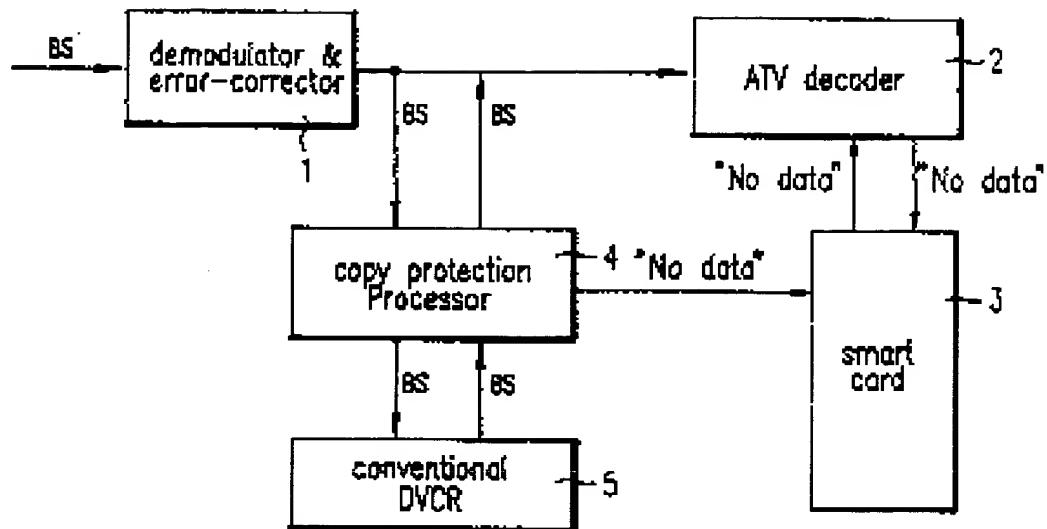 BS
demodulator &
error-corrector
1
ATV decoder
2
BS
BS
"No data"
"No data"
copy protection
Processor
4
"No data"
3
smart
card
BS
BS
conventional
DVCR
5